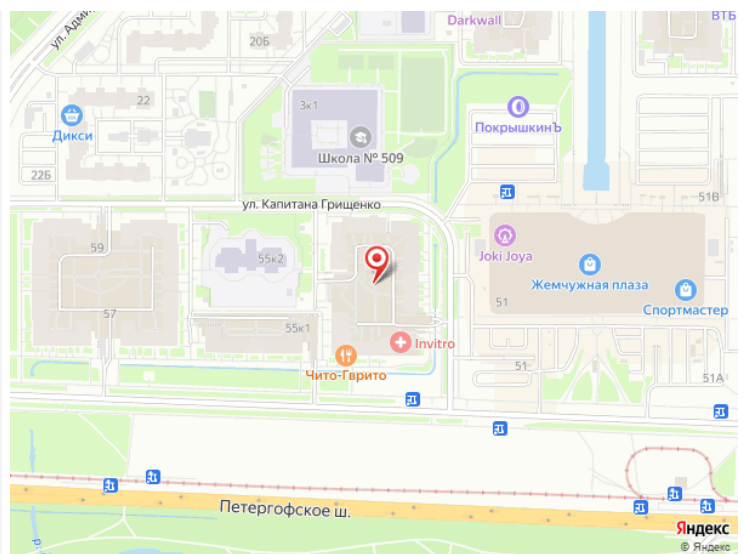 ул. Адми
20Б
Darkwall
ВТБ
22
3к1
Дикси
ПокрышкинЪ
Школа № 509
22Б
51В
ул. Капитана Грищенко
59
55к2
Joki Joya
Жемчужная плаза
51
Спортмастер
57
55к1
Invitro
51
Чито-Гврито
51А
Петергофское ш.
Яндекс
© Яндекс